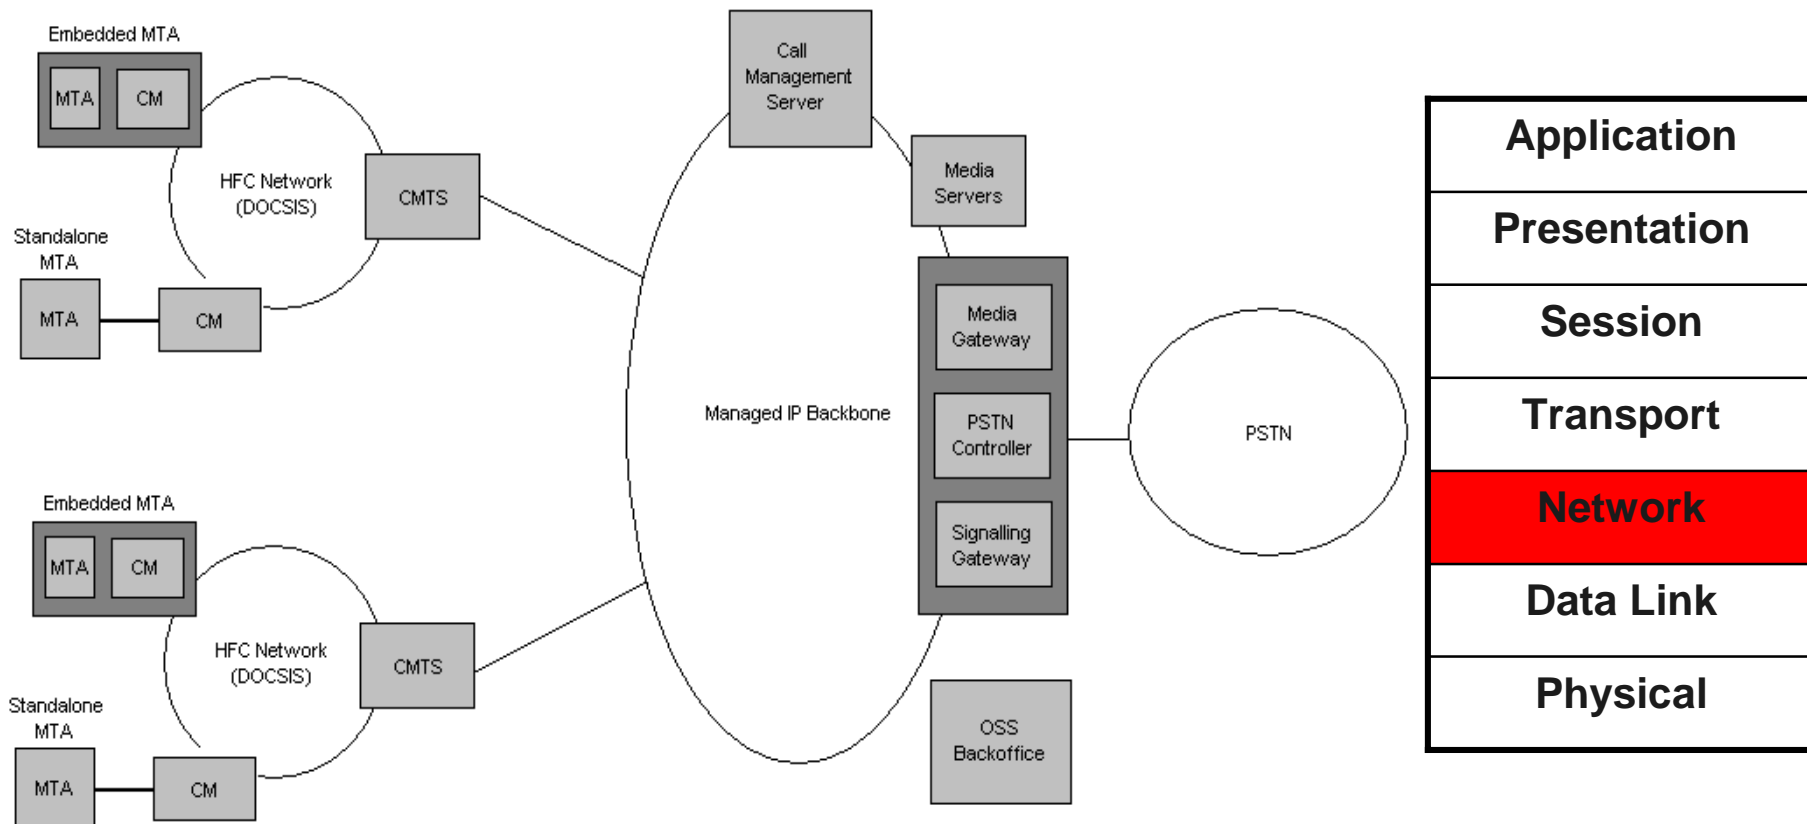 Embedded MTA
MTA
CM
HFC Network
(DOCSIS)
CMTS
Standalone
MTA
MTA
CM
Embedded MTA
MTA
CM
HFC Network
(DOCSIS)
CMTS
Standalone
MTA
MTA
CM
Call
Management
Server
Media
Servers
Managed IP Backbone
Media
Gateway
PSTN
Controller
Signalling
Gateway
OSS
Backoffice
PSTN
Application
Presentation
Session
Transport
Network
Data Link
Physical